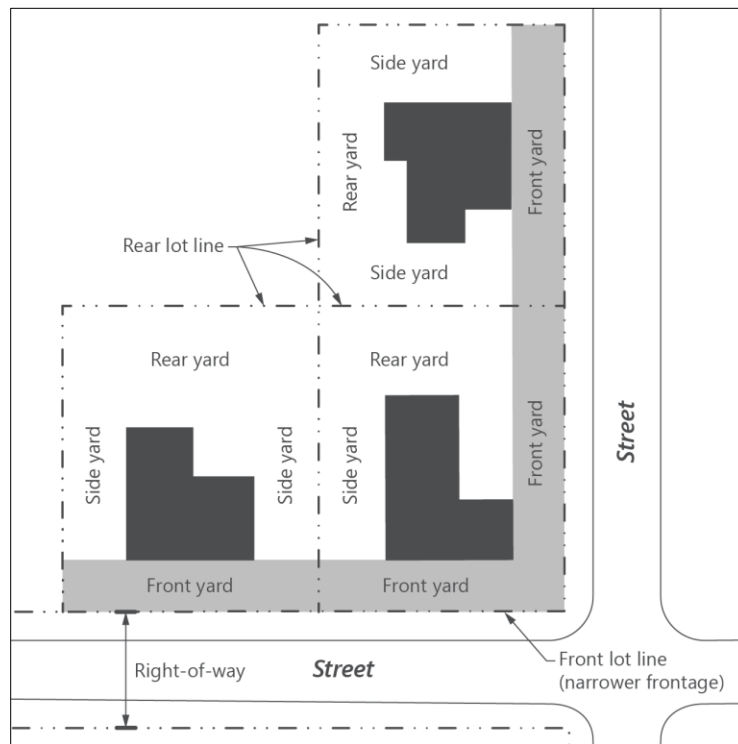 Side yard
Rear yard
Front yard
Rear lot line
Side yard
Rear yard
Rear yard
Side yard
Side yard
Side yard
Front yard
Street
Front yard
Front yard
Right-of-way
Street
Front lot line
(narrower frontage)